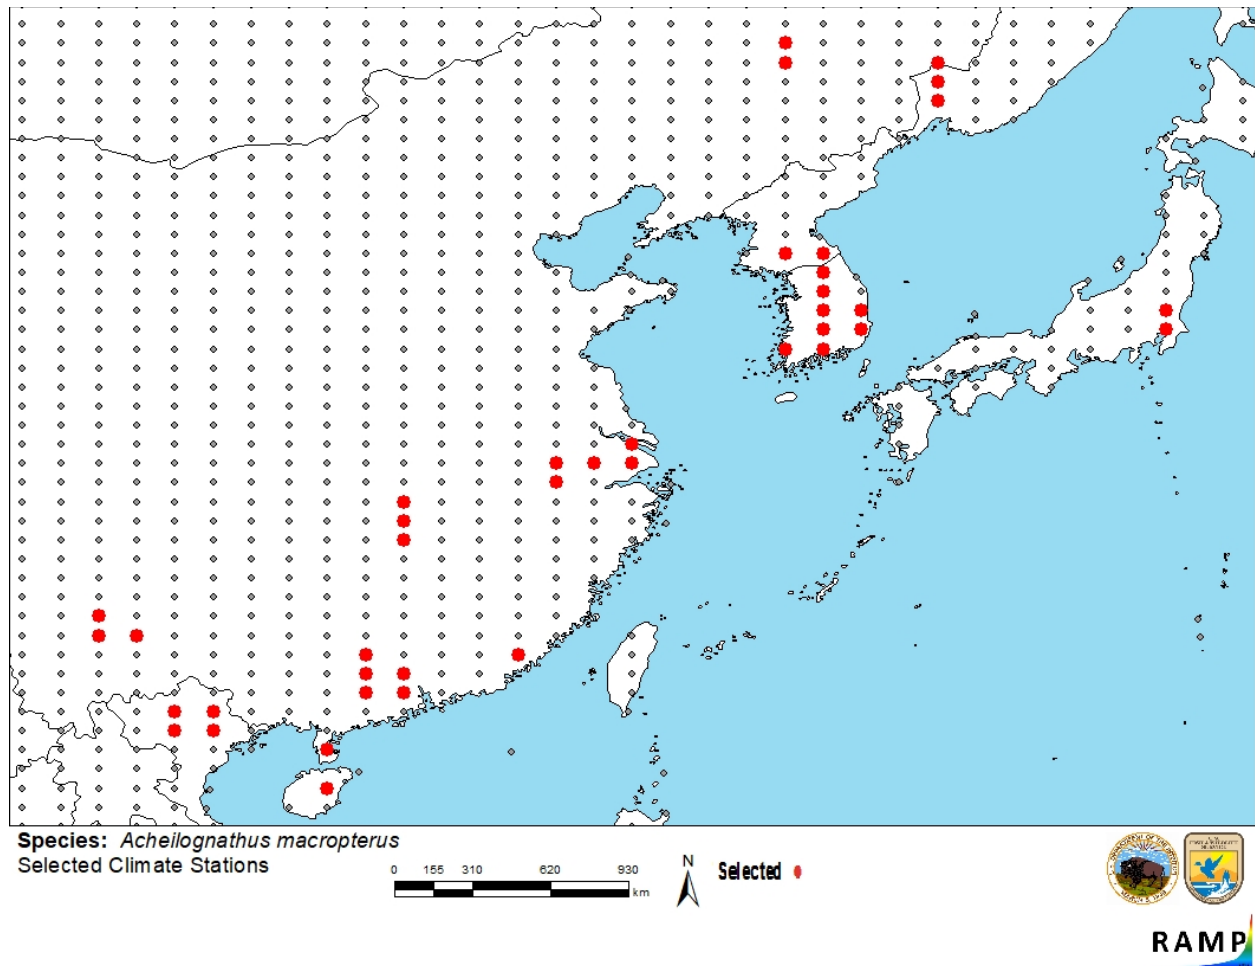 Species: Acheilognathus macropterus
Selected Climate Stations
0 155 310 620 930
km
N
Selected
RAMP